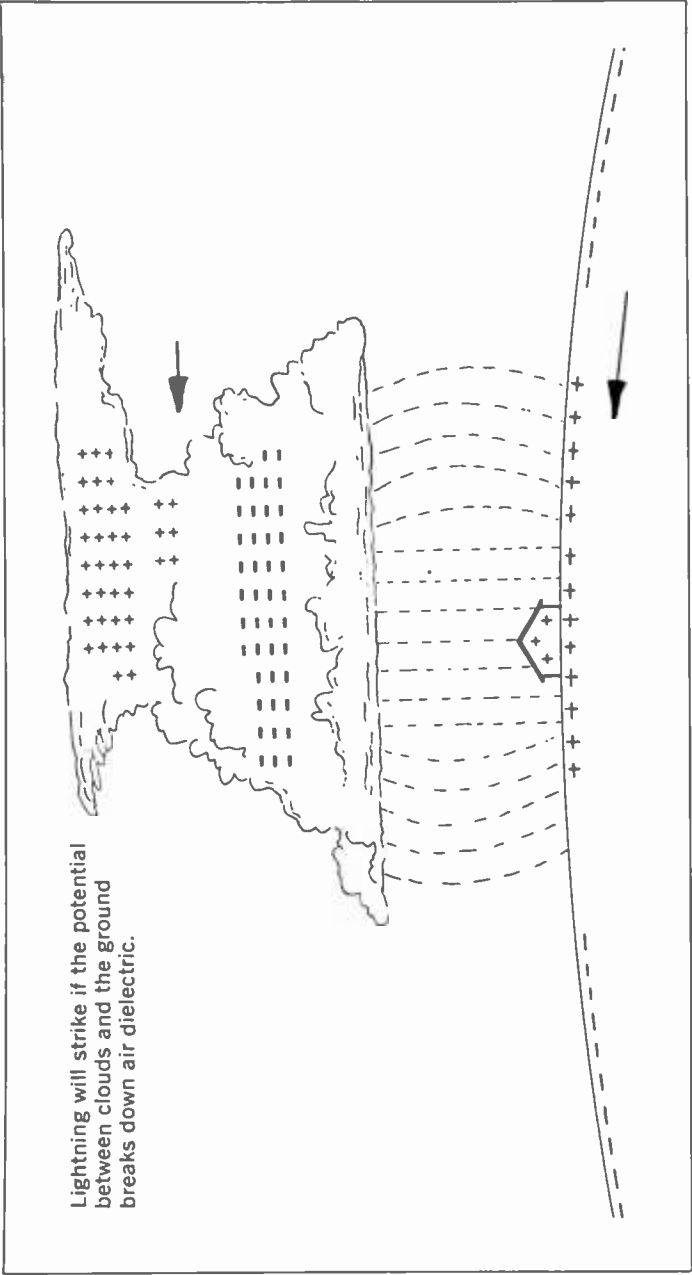 Lightning will strike if the potential
between clouds and the ground
breaks down air dielectric.